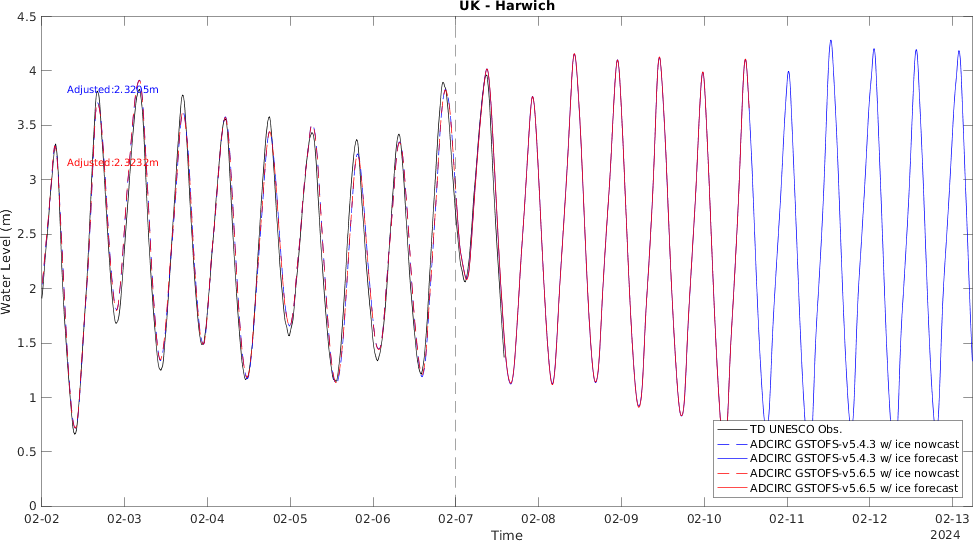 UK - Harwich
Water Level (m)
4.5
4
3.5
3
2.5
2
1.5
1
0.5
0
Adjusted:2.3205m
Adjusted:2.3232m
TD UNESCO Obs.
ADCIRC GSTOFS-v5.4.3 w/ ice nowcast
ADCIRC GSTOFS-v5.4.3 w/ ice forecast
ADCIRC GSTOFS-v5.6.5 w/ ice nowcast
ADCIRC GSTOFS-v5.6.5 w/ ice forecast
02-02 02-03 02-04 02-05 02-06 02-07 02-08 02-09 02-10 02-11 02-12 02-13
Time
2024